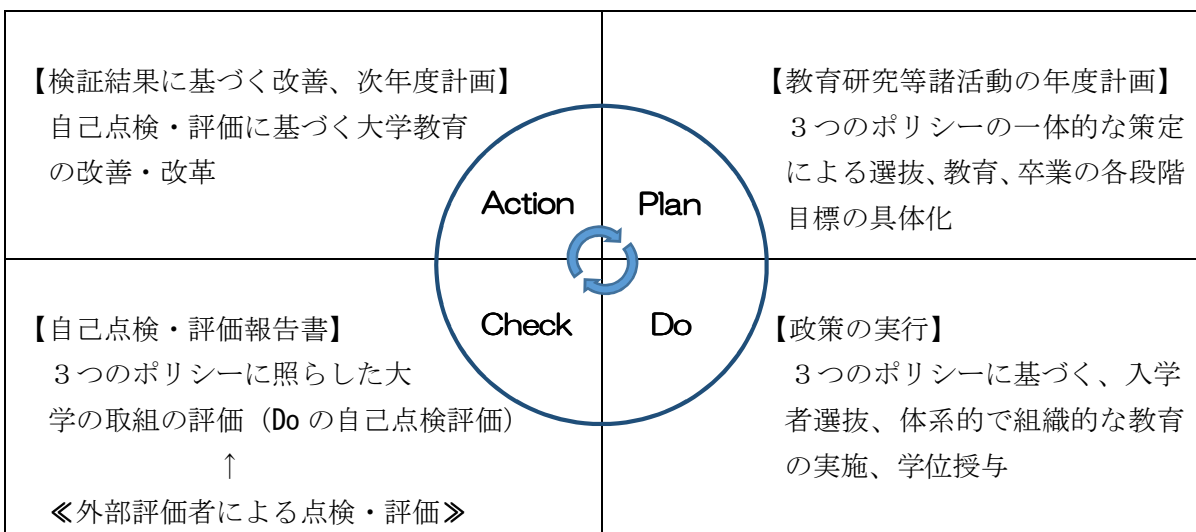 【検証結果に基づく改善、次年度計画】
自己点検・評価に基づく大学教育
の改善・改革
Action
【教育研究等諸活動の年度計画】
３つのポリシーの一体的な策定
による選抜、教育、卒業の各段階
目標の具体化
Plan
【自己点検・評価報告書】
３つのポリシーに照らした大
学の取組の評価（Do の自己点検評価）
↑
≪外部評価者による点検・評価≫
Check
【政策の実行】
３つのポリシーに基づく、入学
者選抜、体系的で組織的な教育
の実施、学位授与
Do